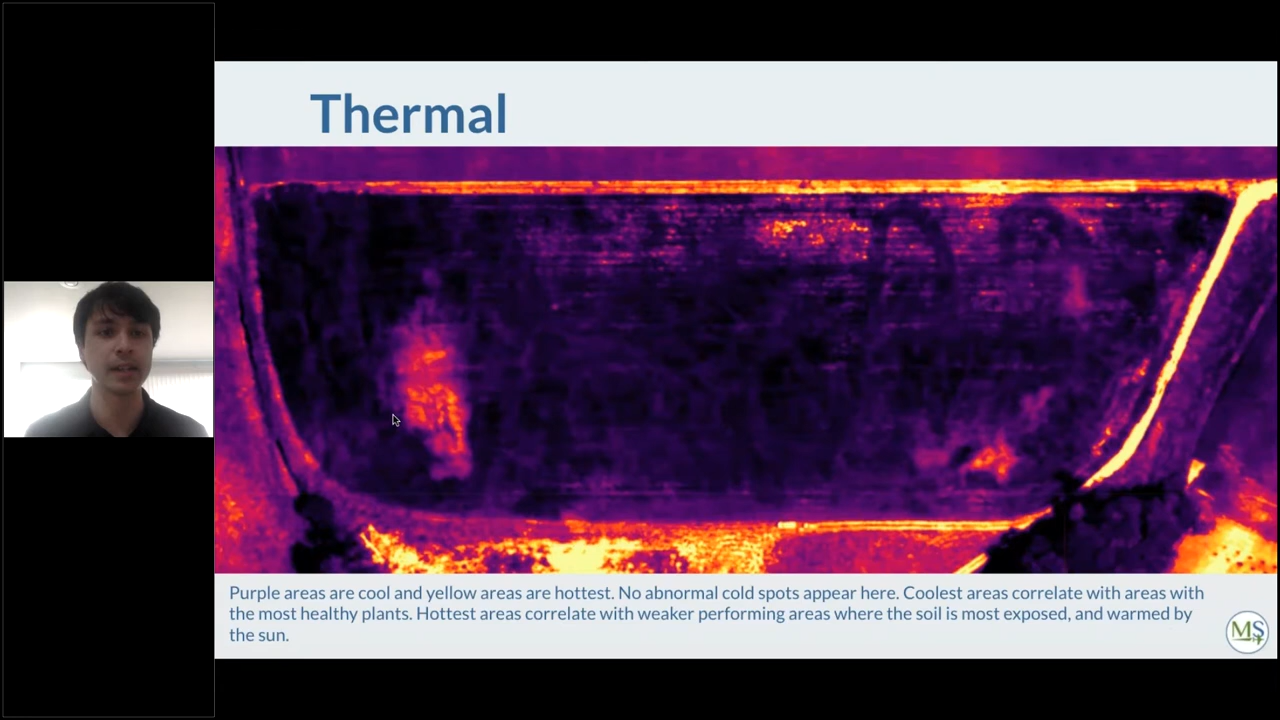 Thermal
Purple areas are cool and yellow areas are hottest. No abnormal cold spots appear here. Coolest areas correlate with areas with
the most healthy plants. Hottest areas correlate with weaker performing areas where the soil is most exposed, and warmed by
the sun.
MS